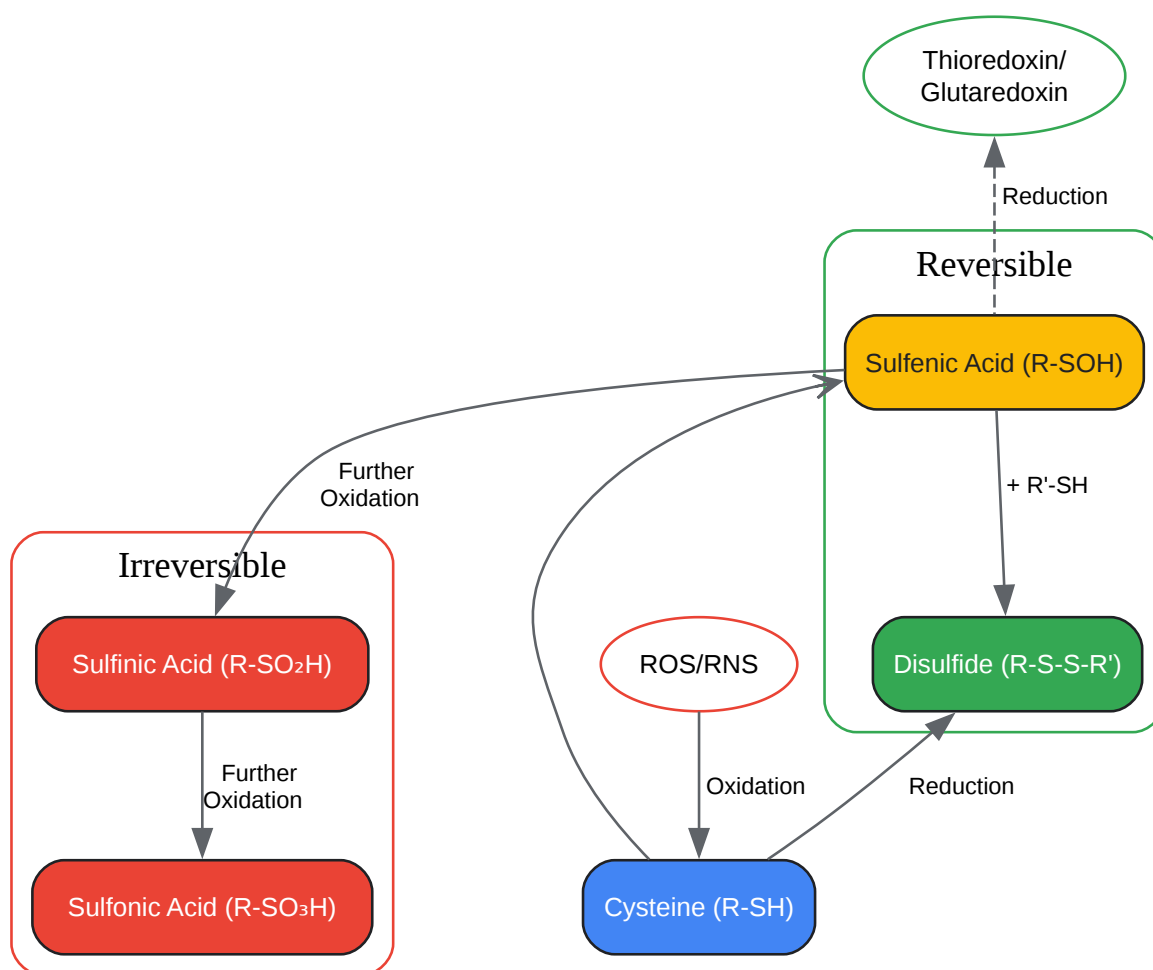 Thioredoxin/
Glutaredoxin
Reduction
Reversible
Sulfenic Acid (R-SOH)
Further
Oxidation
+ R'-SH
Irreversible
Sulfinic Acid (R-SO₂H)
ROS/RNS
Disulfide (R-S-S-R')
Further
Oxidation
Oxidation
Reduction
Sulfonic Acid (R-SO₃H)
Cysteine (R-SH)